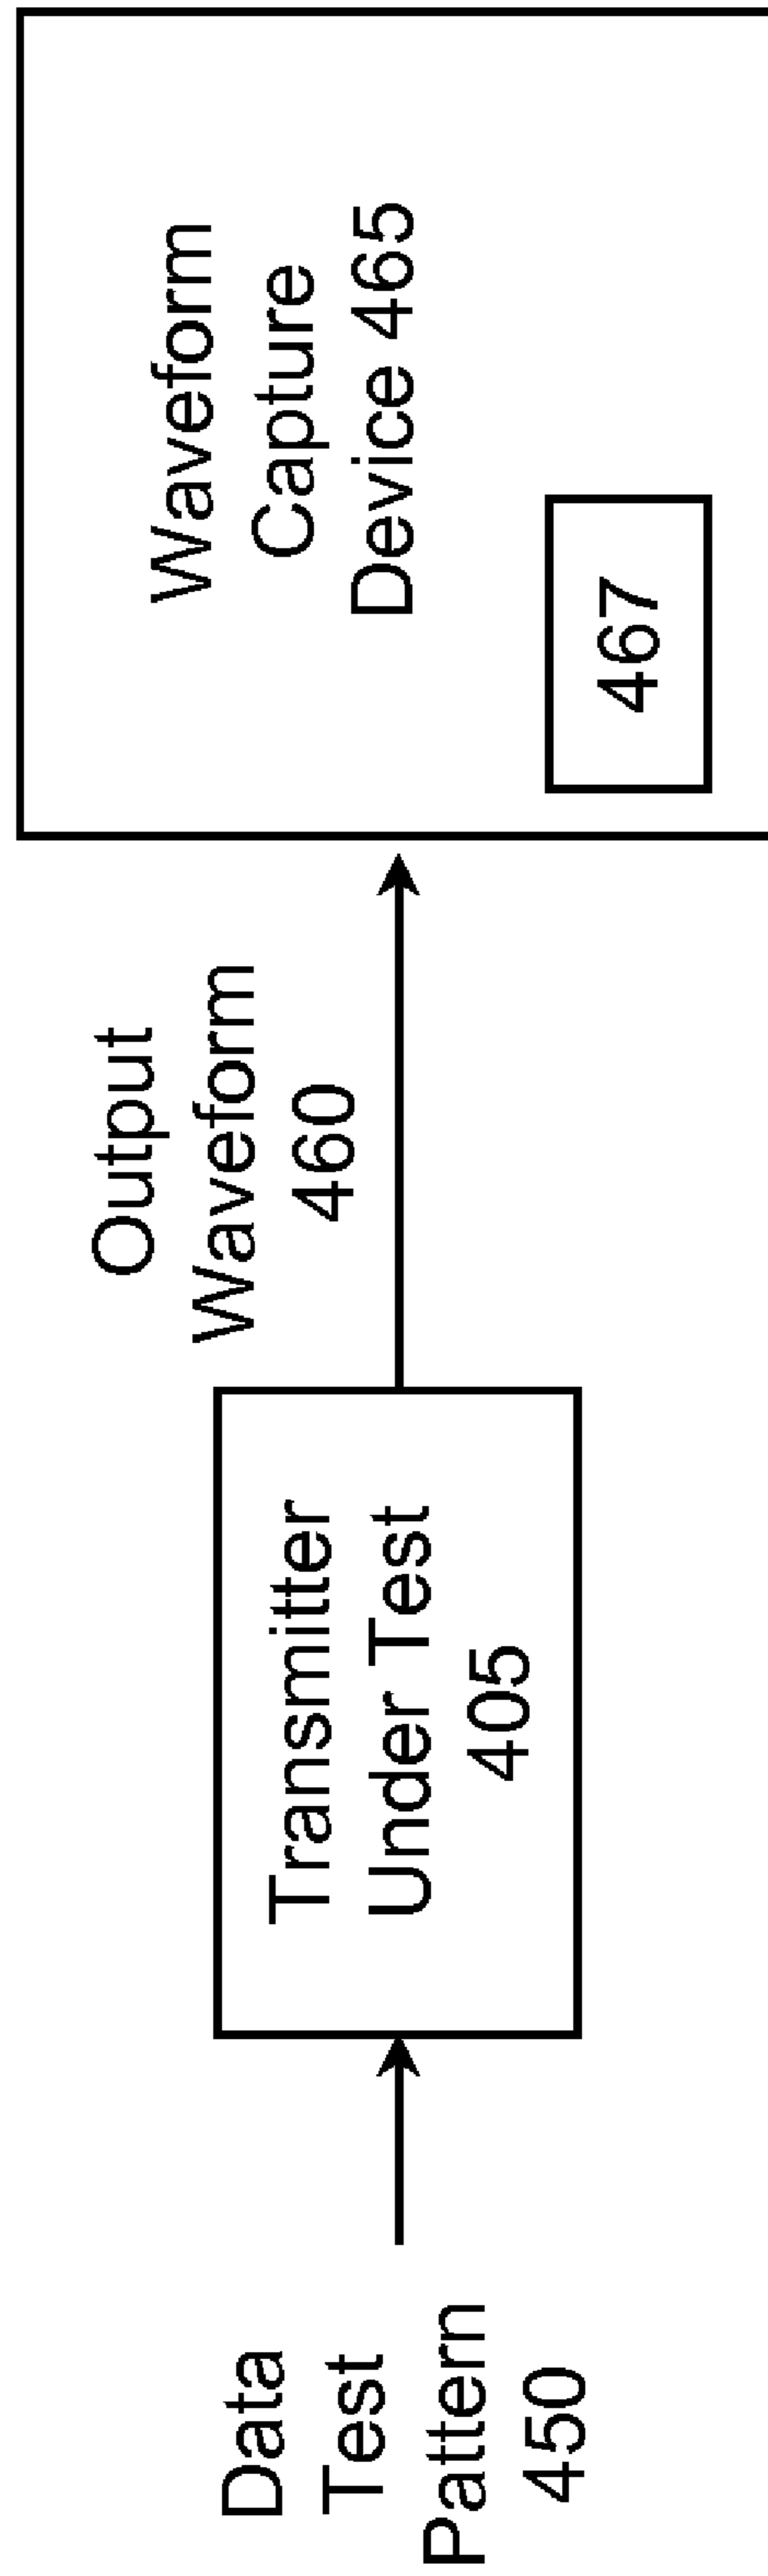 Data
Test
Pattern
450
Transmitter
Under Test
405
Output
Waveform
460
Waveform
Capture
Device 465
467